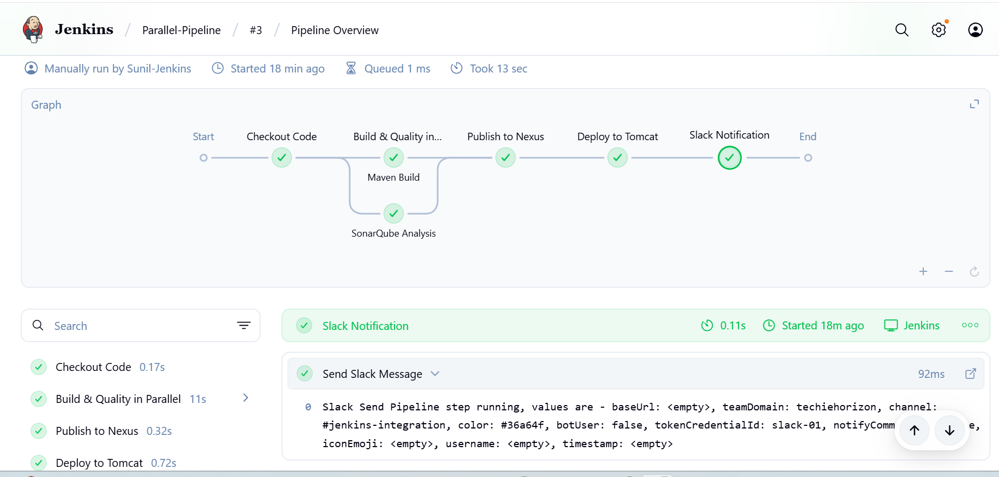 Jenkins / Parallel-Pipeline / #3 / Pipeline Overview
Manually run by Sunil-Jenkins Started 18 min ago Queued 1 ms Took 13 sec
Graph
Start Checkout Code Build & Quality in... Publish to Nexus Deploy to Tomcat Slack Notification End
Maven Build
SonarQube Analysis
Search
Slack Notification 0.11s Started 18m ago Jenkins
Checkout Code 0.17s
Build & Quality in Parallel 11s
Publish to Nexus 0.32s
Deploy to Tomcat 0.72s
Send Slack Message 92ms
0 Slack Send Pipeline step running, values are - baseUrl: <empty>, teamDomain: techiehorizon, channel:
#jenkins-integration, color: #36a64f, botUser: false, tokenCredentialId: slack-01, notifyComm e,
iconEmoji: <empty>, username: <empty>, timestamp: <empty>